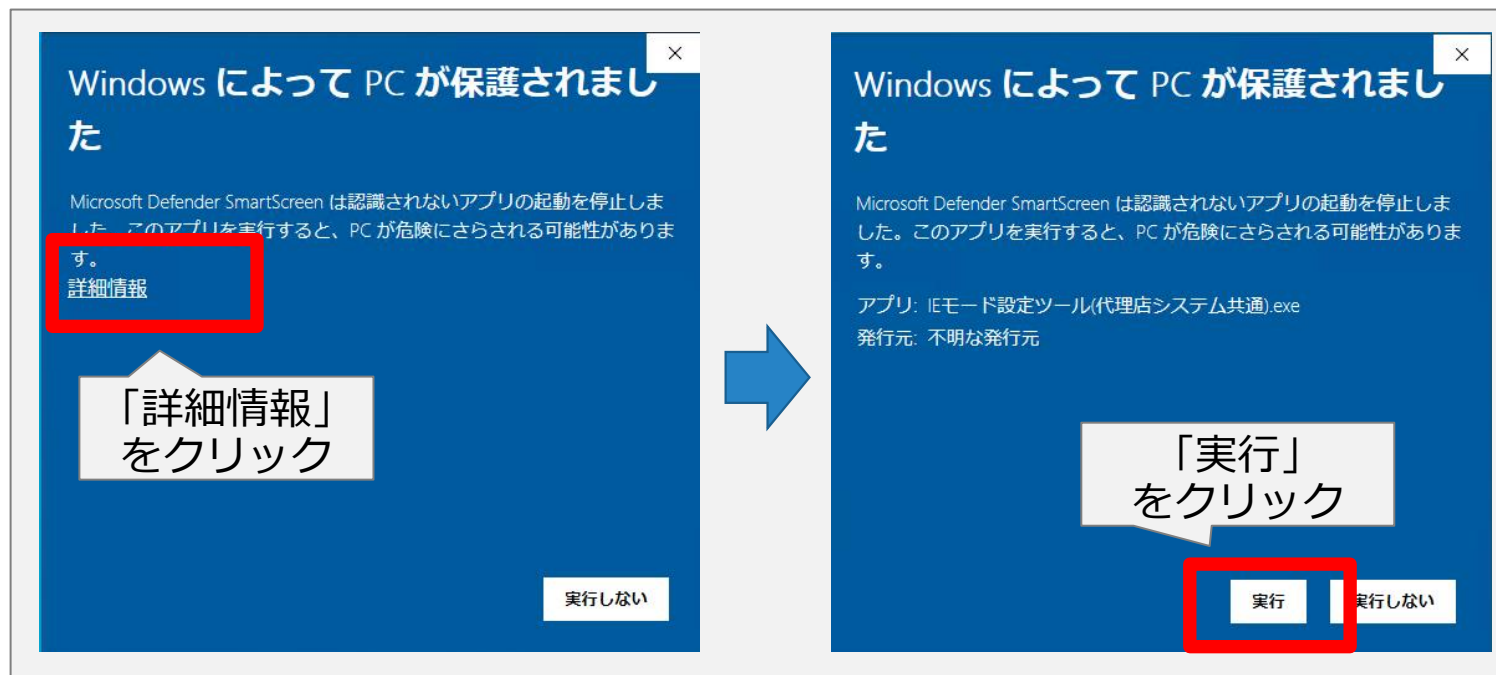 Windows によって PC が保護されまし
た
Microsoft Defender SmartScreen は認識されないアプリの起動を停止しま
した。このアプリを実行すると、PC が危険にさらされる可能性がありま
す。
詳細情報
「詳細情報」
をクリック
実行しない
Windows によって PC が保護されまし
た
Microsoft Defender SmartScreen は認識されないアプリの起動を停止しま
した。このアプリを実行すると、PC が危険にさらされる可能性がありま
す。
アプリ: IEモード設定ツール(代理店システム共通).exe
発行元: 不明な発行元
「実行」
をクリック
実行
実行しない